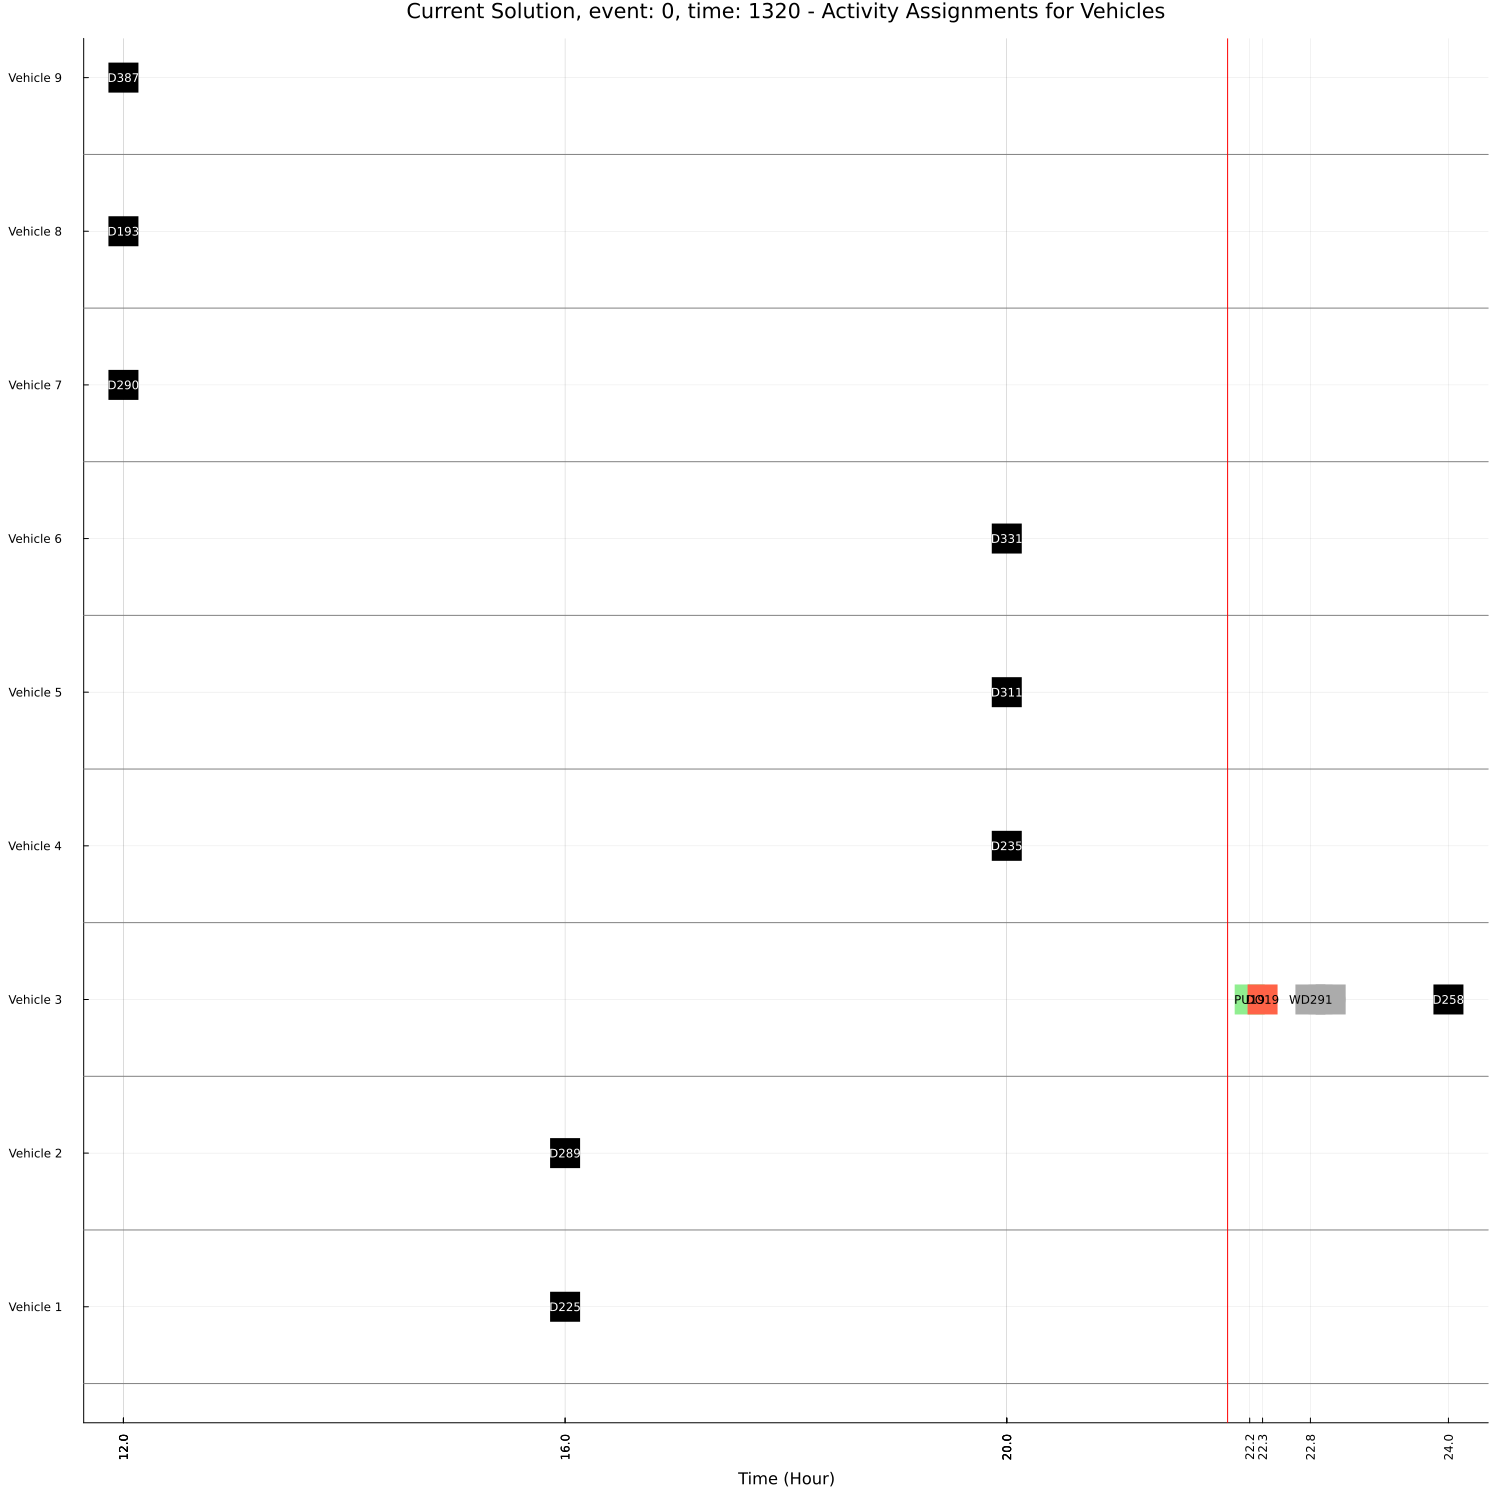 Current Solution, event: 0, time: 1320 - Activity Assignments for Vehicles
Vehicle 9
D387
Vehicle 8
D193
Vehicle 7
D290
Vehicle 6
D331
Vehicle 5
D311
Vehicle 4
D235
Vehicle 3
PU19
DO19
WD291
D258
Vehicle 2
D289
Vehicle 1
D225
12.0
16.0
20.0
22.2
22.3
22.8
24.0
Time (Hour)